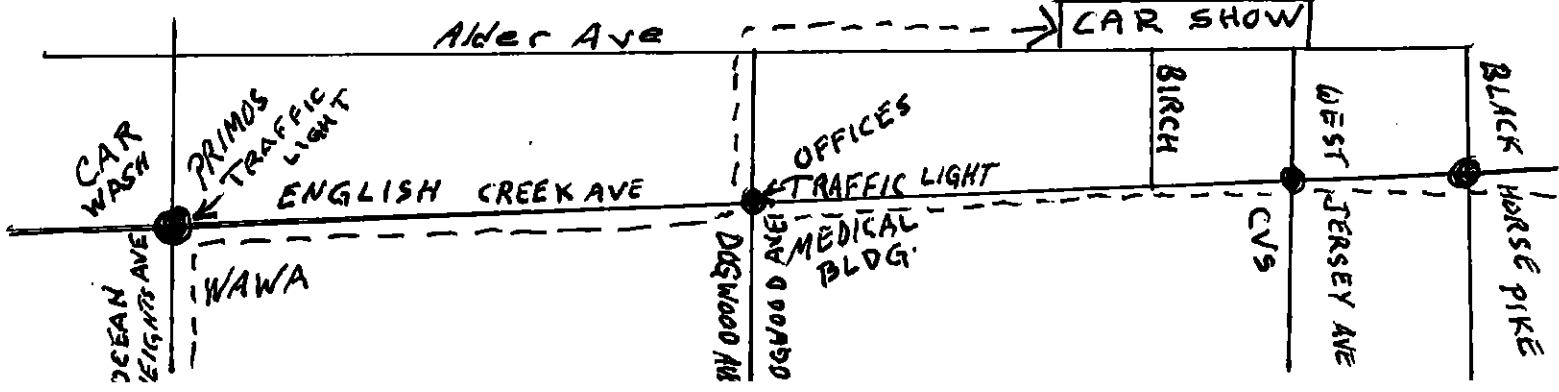 Alder Ave
CAR SHOW
CAR
WASH
PRIMOS
TRAFFIC
LIGHT
ENGLISH CREEK AVE
OFFICES
TRAFFIC LIGHT
MEDICAL
BLDG.
BIRCH
WEST JERSEY AVE
BLACK HORSE PIKE
CVS
WAWA
OCEAN
HEIGHTS AVE
DOGWOOD AVE
DOGWOOD AVE